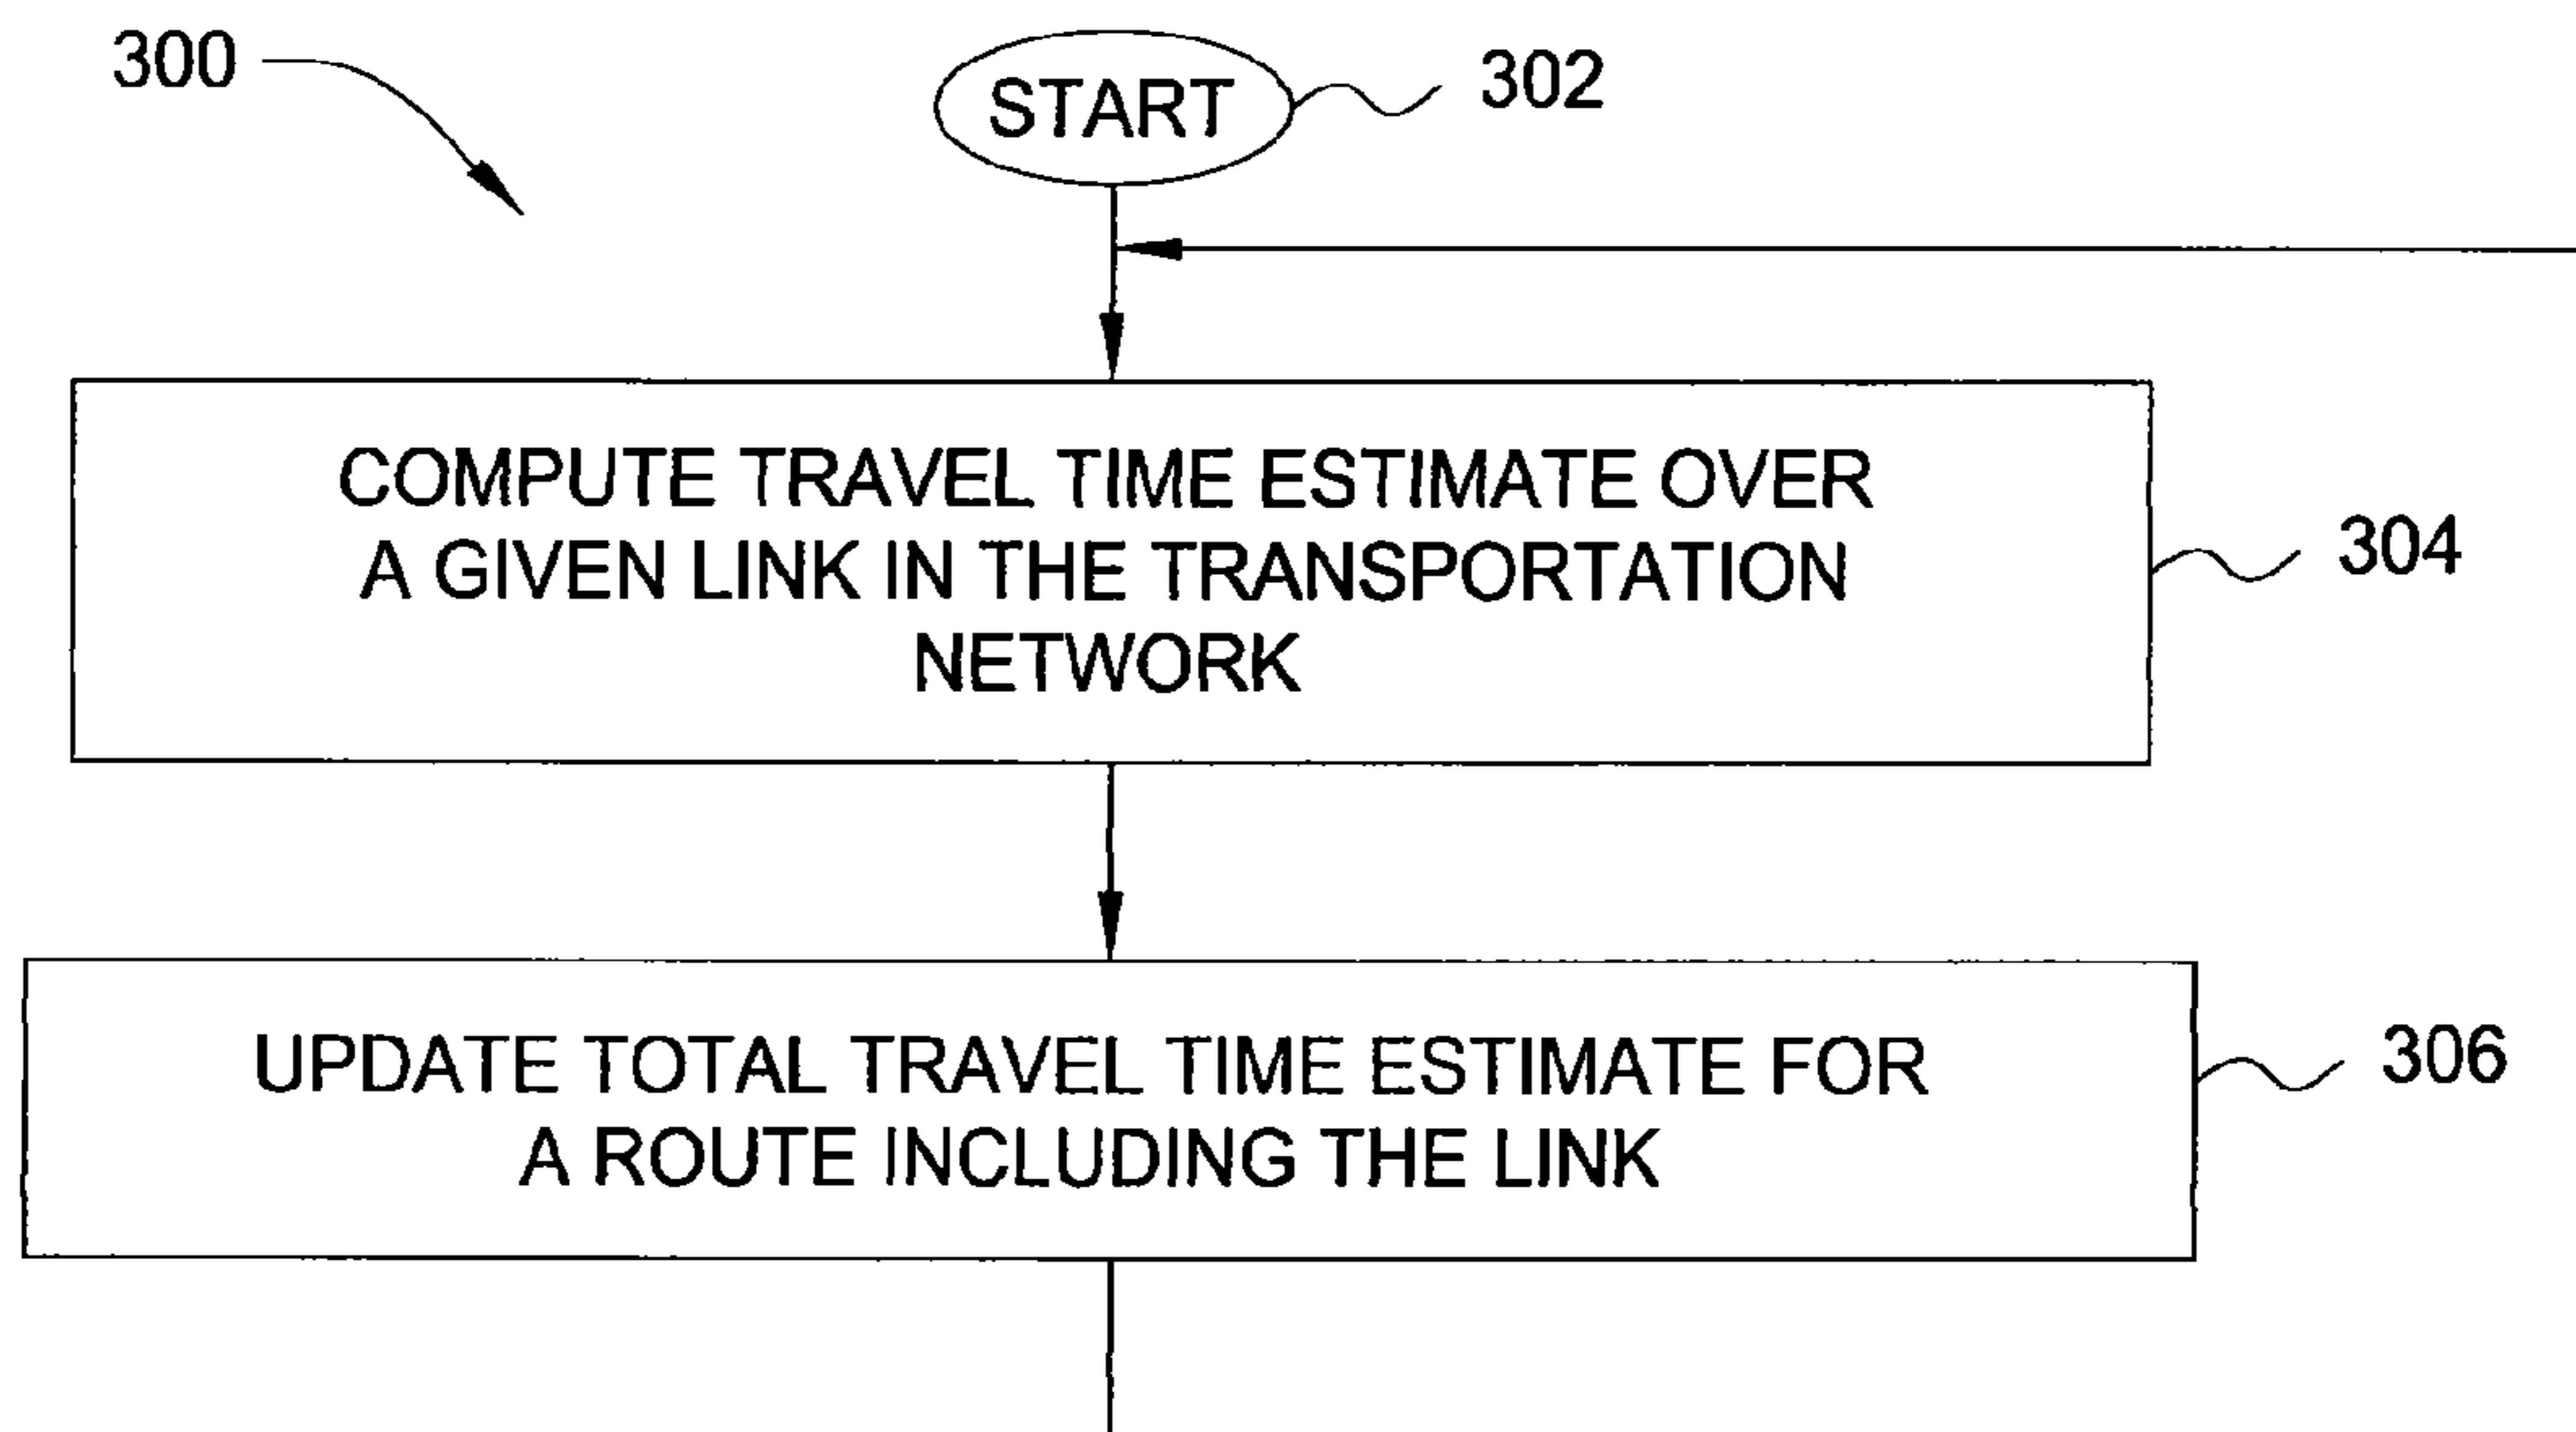 300
START
302
COMPUTE TRAVEL TIME ESTIMATE OVER
A GIVEN LINK IN THE TRANSPORTATION
NETWORK
304
UPDATE TOTAL TRAVEL TIME ESTIMATE FOR
A ROUTE INCLUDING THE LINK
306